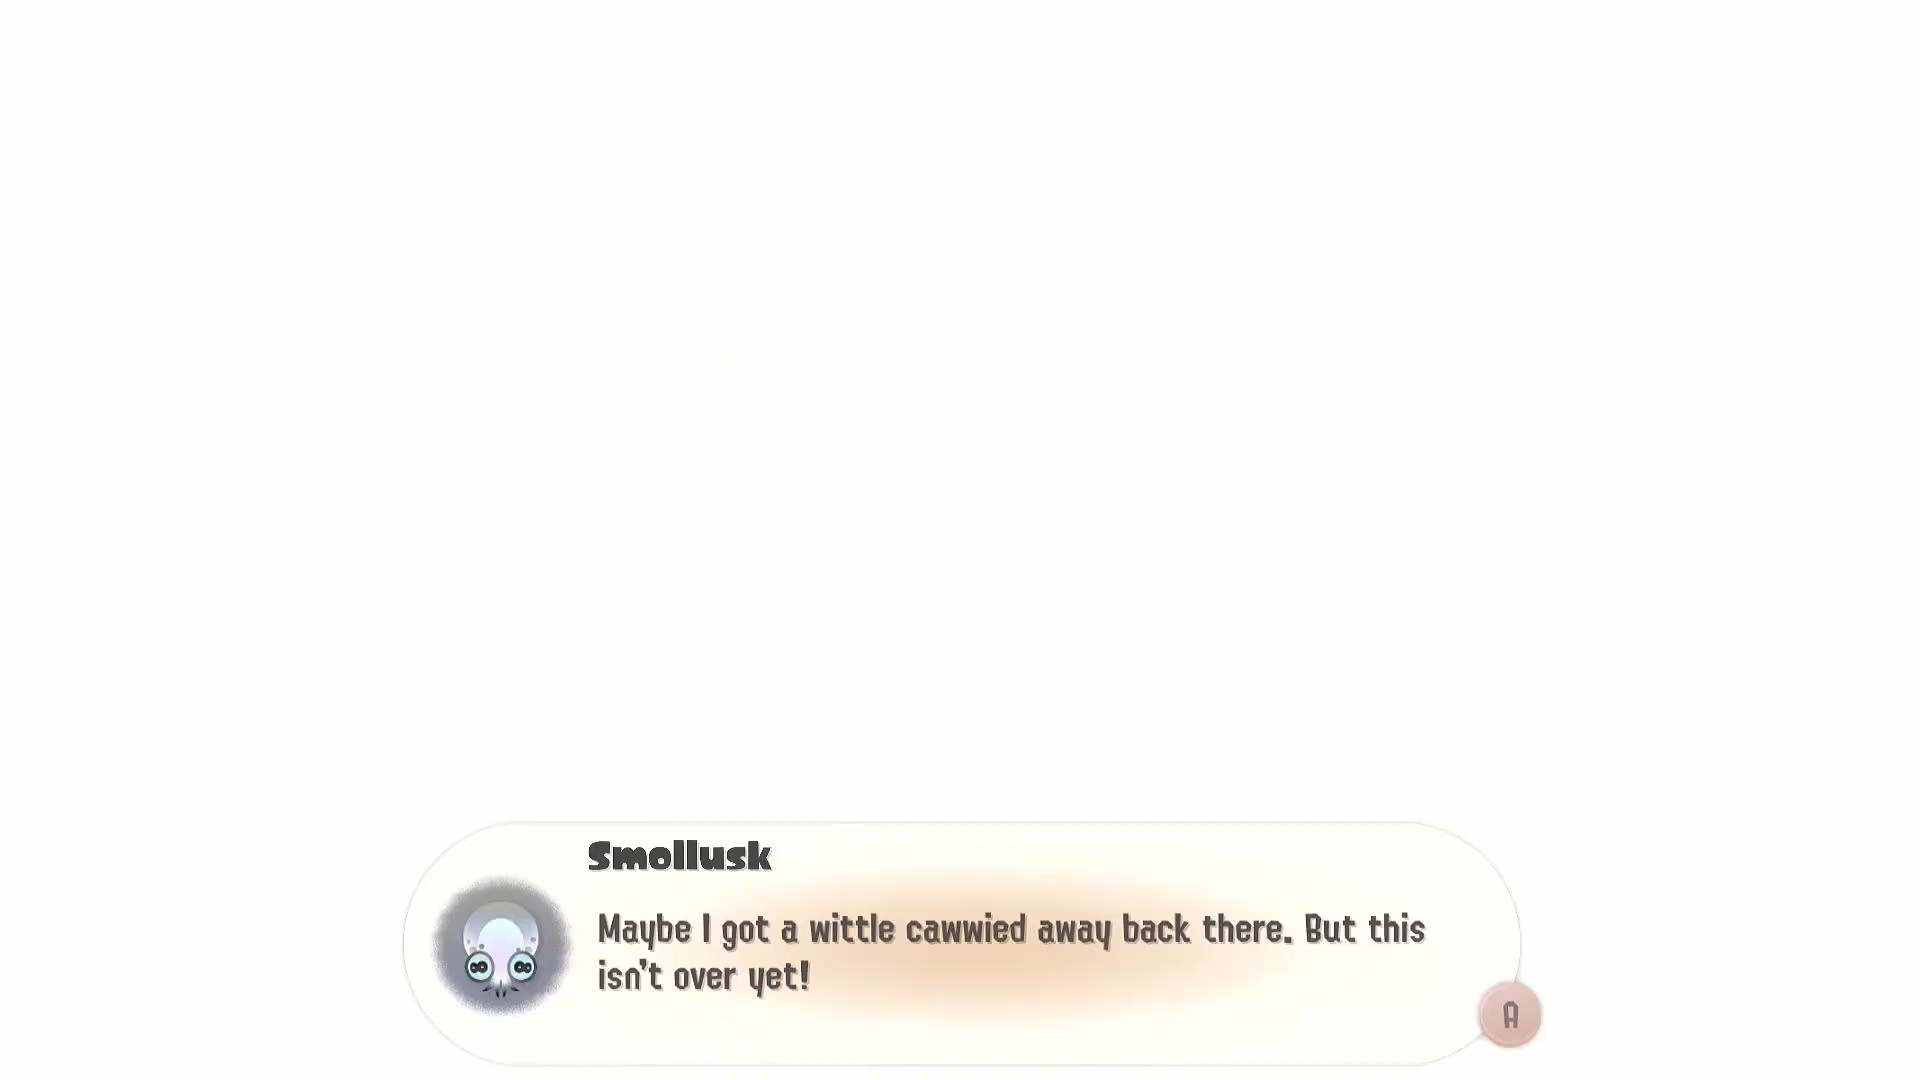 Smollusk
Maybe I got a wittle cawwied away back there. But this
isn't over yet!
A